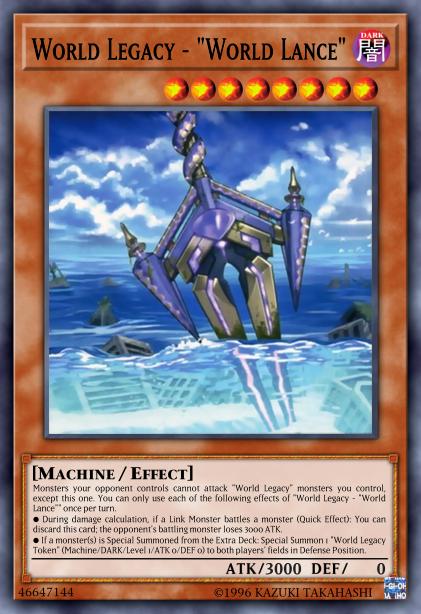 WORLD LEGACY - "WORLD LANCE"
DARK
闇
[MACHINE / EFFECT]
Monsters your opponent controls cannot attack "World Legacy" monsters you control,
except this one. You can only use each of the following effects of "World Legacy - "World
Lance"" once per turn.
● During damage calculation, if a Link Monster battles a monster (Quick Effect): You can
discard this card; the opponent's battling monster loses 3000 ATK.
● If a monster(s) is Special Summoned from the Extra Deck: Special Summon 1 "World Legacy
Token" (Machine/DARK/Level 1/ATK 0/DEF 0) to both players' fields in Defense Position.
ATK/3000 DEF/ 0
46647144
©1996 KAZUKI TAKAHASHI